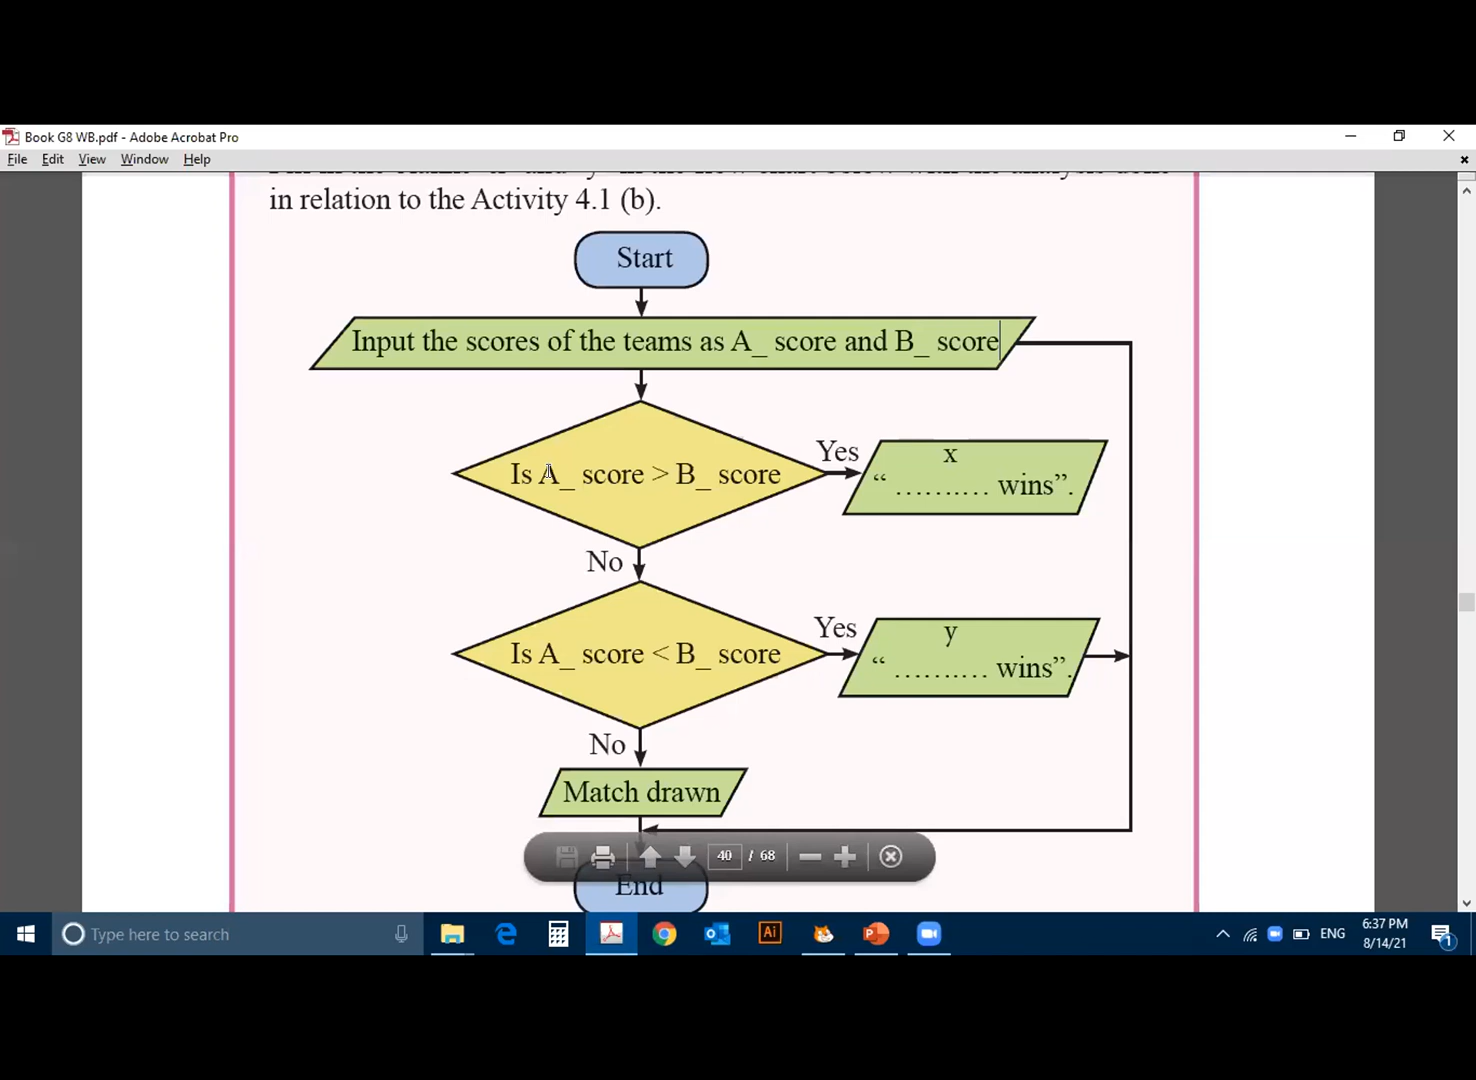 Book G8 WB.pdf - Adobe Acrobat Pro
File Edit View Window Help
in relation to the Activity 4.1 (b).
Start
Input the scores of the teams as A_ score and B_ score
Is A_ score > B_ score
Yes
x
“ ………… wins”.
No
Is A_ score < B_ score
Yes
y
“ ………… wins”.
No
Match drawn
40 / 68
End
Type here to search
Ai
ENG
6:37 PM
8/14/21
1